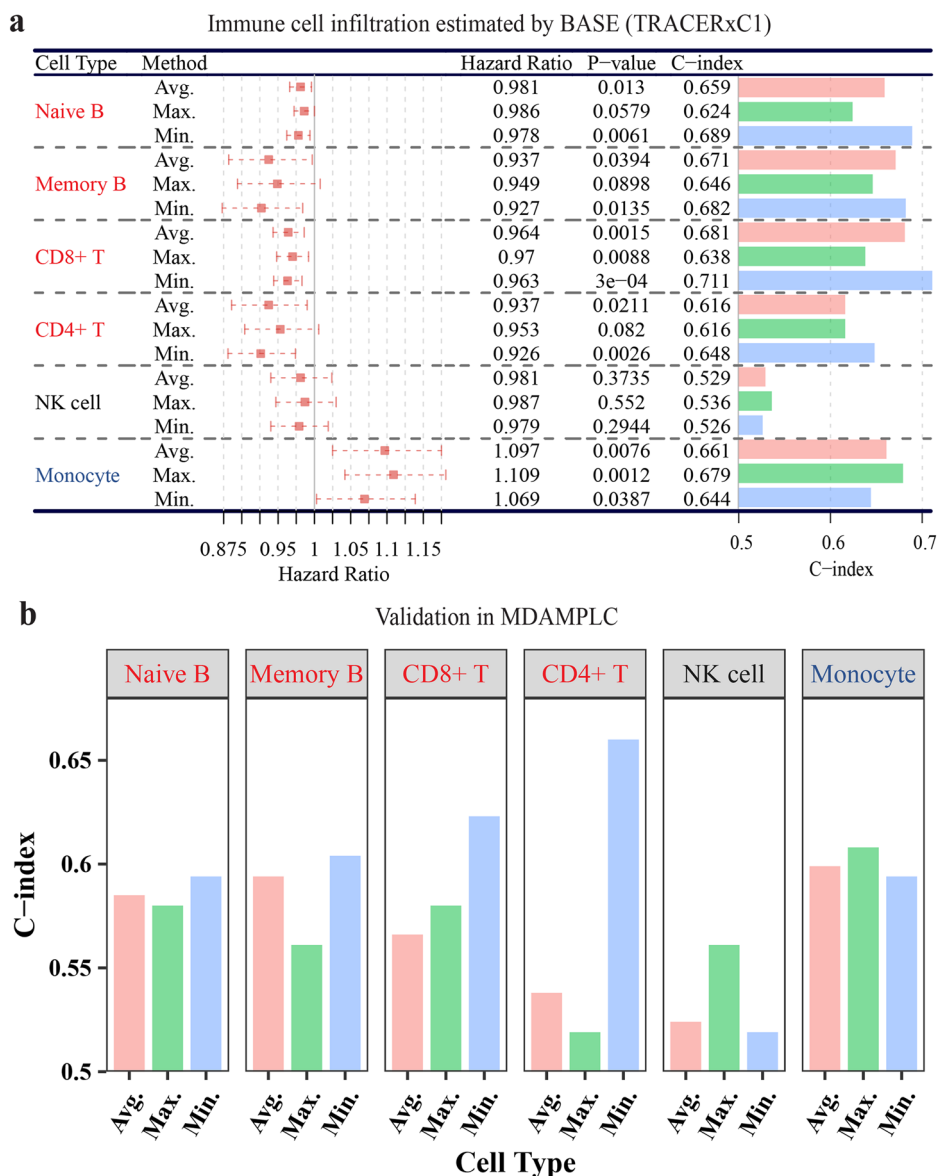 a
Immune cell infiltration estimated by BASE (TRACERxC1)
Cell Type Method Hazard Ratio P−value C−index
Avg. 0.981 0.013 0.659
Naive B Max. 0.986 0.0579 0.624
Min. 0.978 0.0061 0.689
Avg. 0.937 0.0394 0.671
Memory B Max. 0.949 0.0898 0.646
Min. 0.927 0.0135 0.682
Avg. 0.964 0.0015 0.681
CD8+ T Max. 0.97 0.0088 0.638
Min. 0.963 3e−04 0.711
Avg. 0.937 0.0211 0.616
CD4+ T Max. 0.953 0.082 0.616
Min. 0.926 0.0026 0.648
Avg. 0.981 0.3735 0.529
NK cell Max. 0.987 0.552 0.536
Min. 0.979 0.2944 0.526
Avg. 1.097 0.0076 0.661
Monocyte Max. 1.109 0.0012 0.679
Min. 1.069 0.0387 0.644
0.875 0.95 1 1.05 1.1 1.15
Hazard Ratio
0.5 0.6 0.7
C−index
b
Validation in MDAMPLC
Naive B Memory B CD8+ T CD4+ T NK cell Monocyte
0.65
0.6
0.55
0.5
C−index
Avg. Max. Min. Avg. Max. Min. Avg. Max. Min. Avg. Max. Min. Avg. Max. Min. Avg. Max. Min.
Cell Type